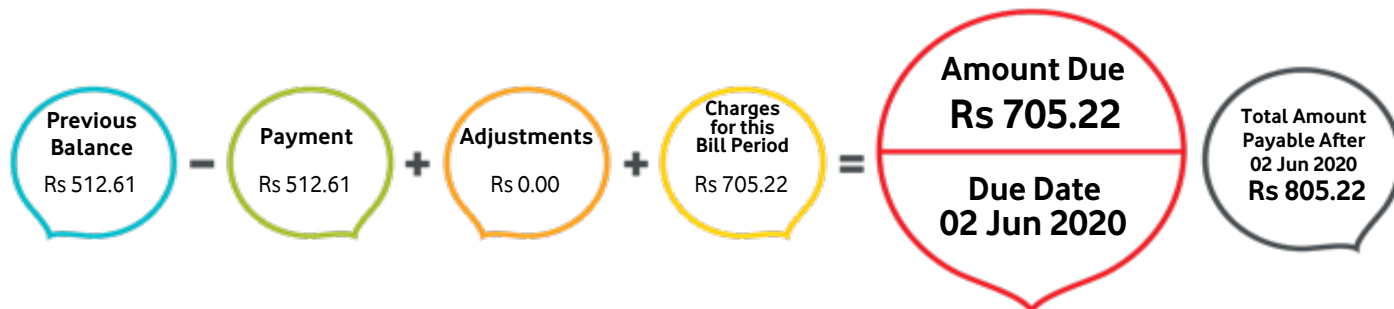 Previous
Balance
Rs 512.61
-
Payment
Rs 512.61
+
Adjustments
Rs 0.00
+
Charges
for this
Bill Period
Rs 705.22
=
Amount Due
Rs 705.22
Due Date
02 Jun 2020
Total Amount
Payable After
02 Jun 2020
Rs 805.22